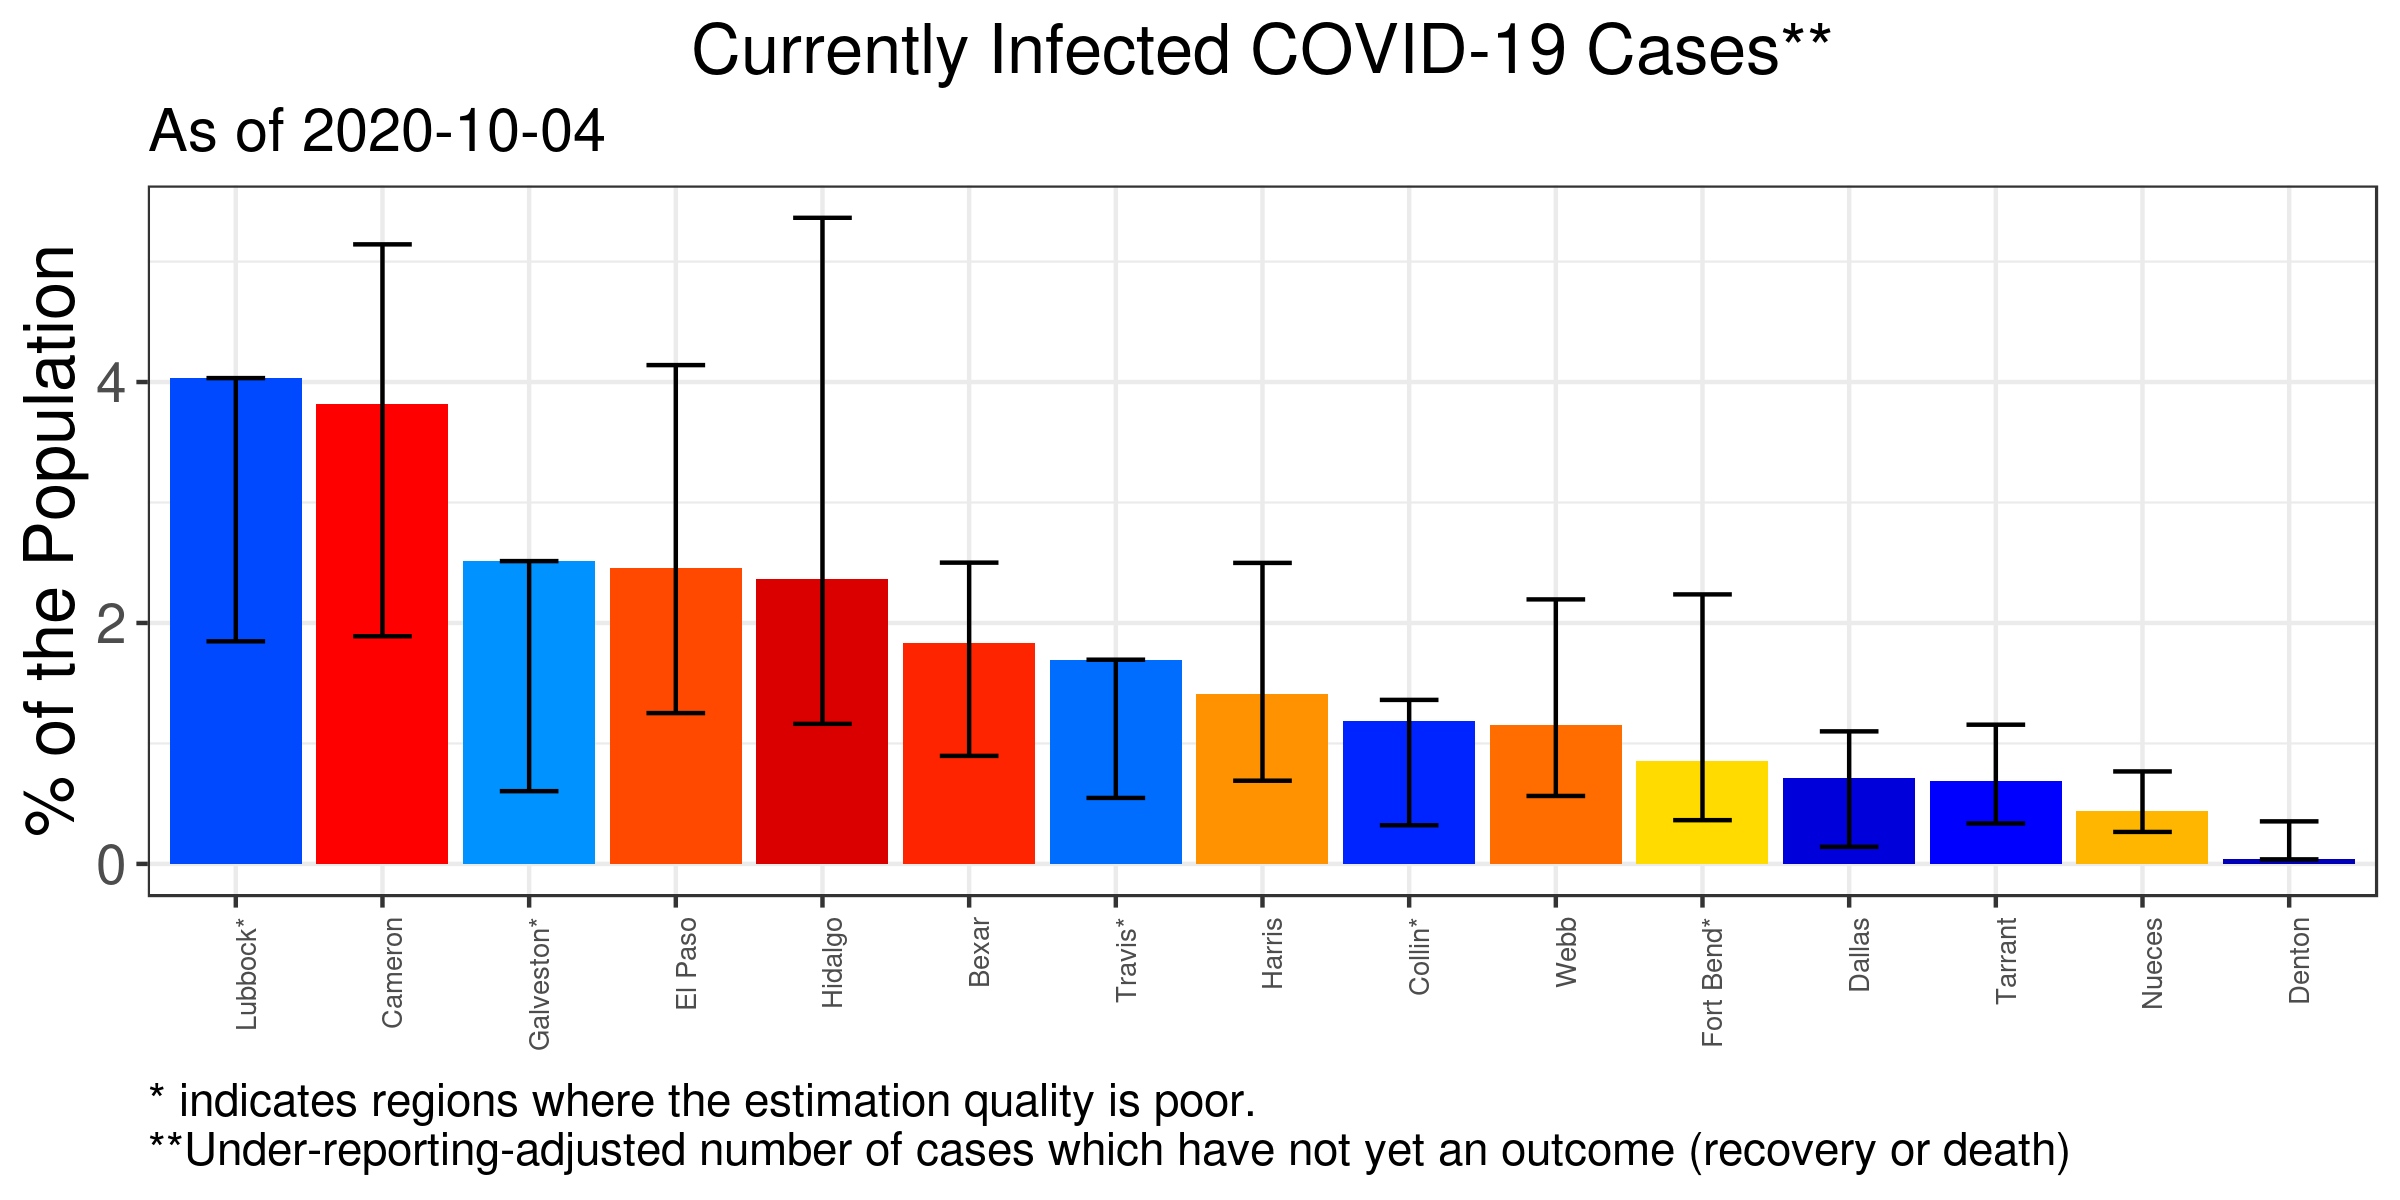 Currently Infected COVID-19 Cases**
As of 2020-10-04
% of the Population
4
2
0
Lubbock*
Cameron
Galveston*
El Paso
Hidalgo
Bexar
Travis*
Harris
Collin*
Webb
Fort Bend*
Dallas
Tarrant
Nueces
Denton
* indicates regions where the estimation quality is poor.
**Under-reporting-adjusted number of cases which have not yet an outcome (recovery or death)